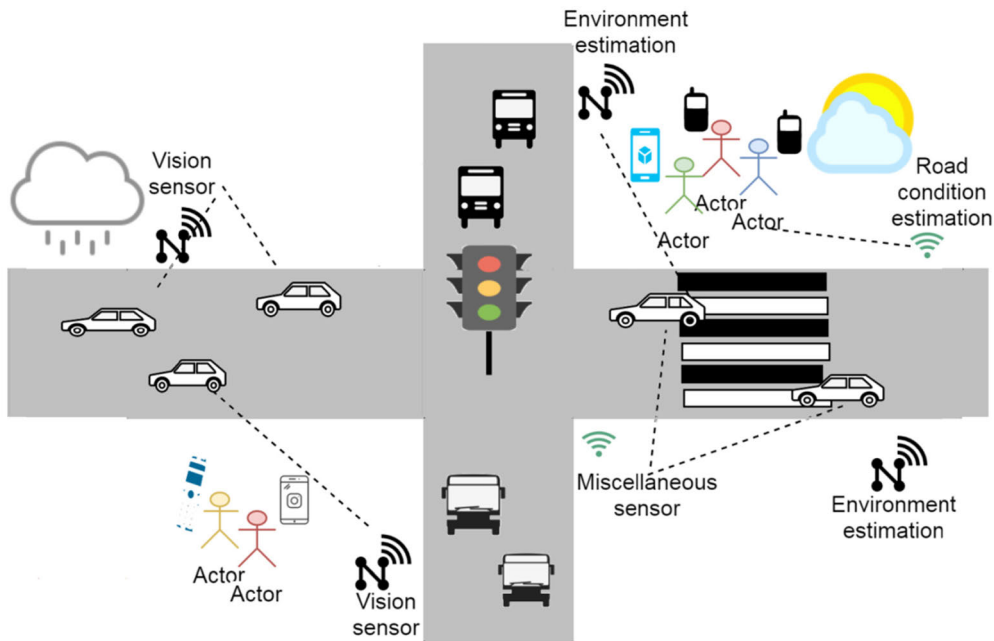 Environment
estimation
Vision
sensor
Road
condition
estimation
Actor
Actor
Actor
Miscellaneous
sensor
Environment
estimation
Actor
Actor
Vision
sensor